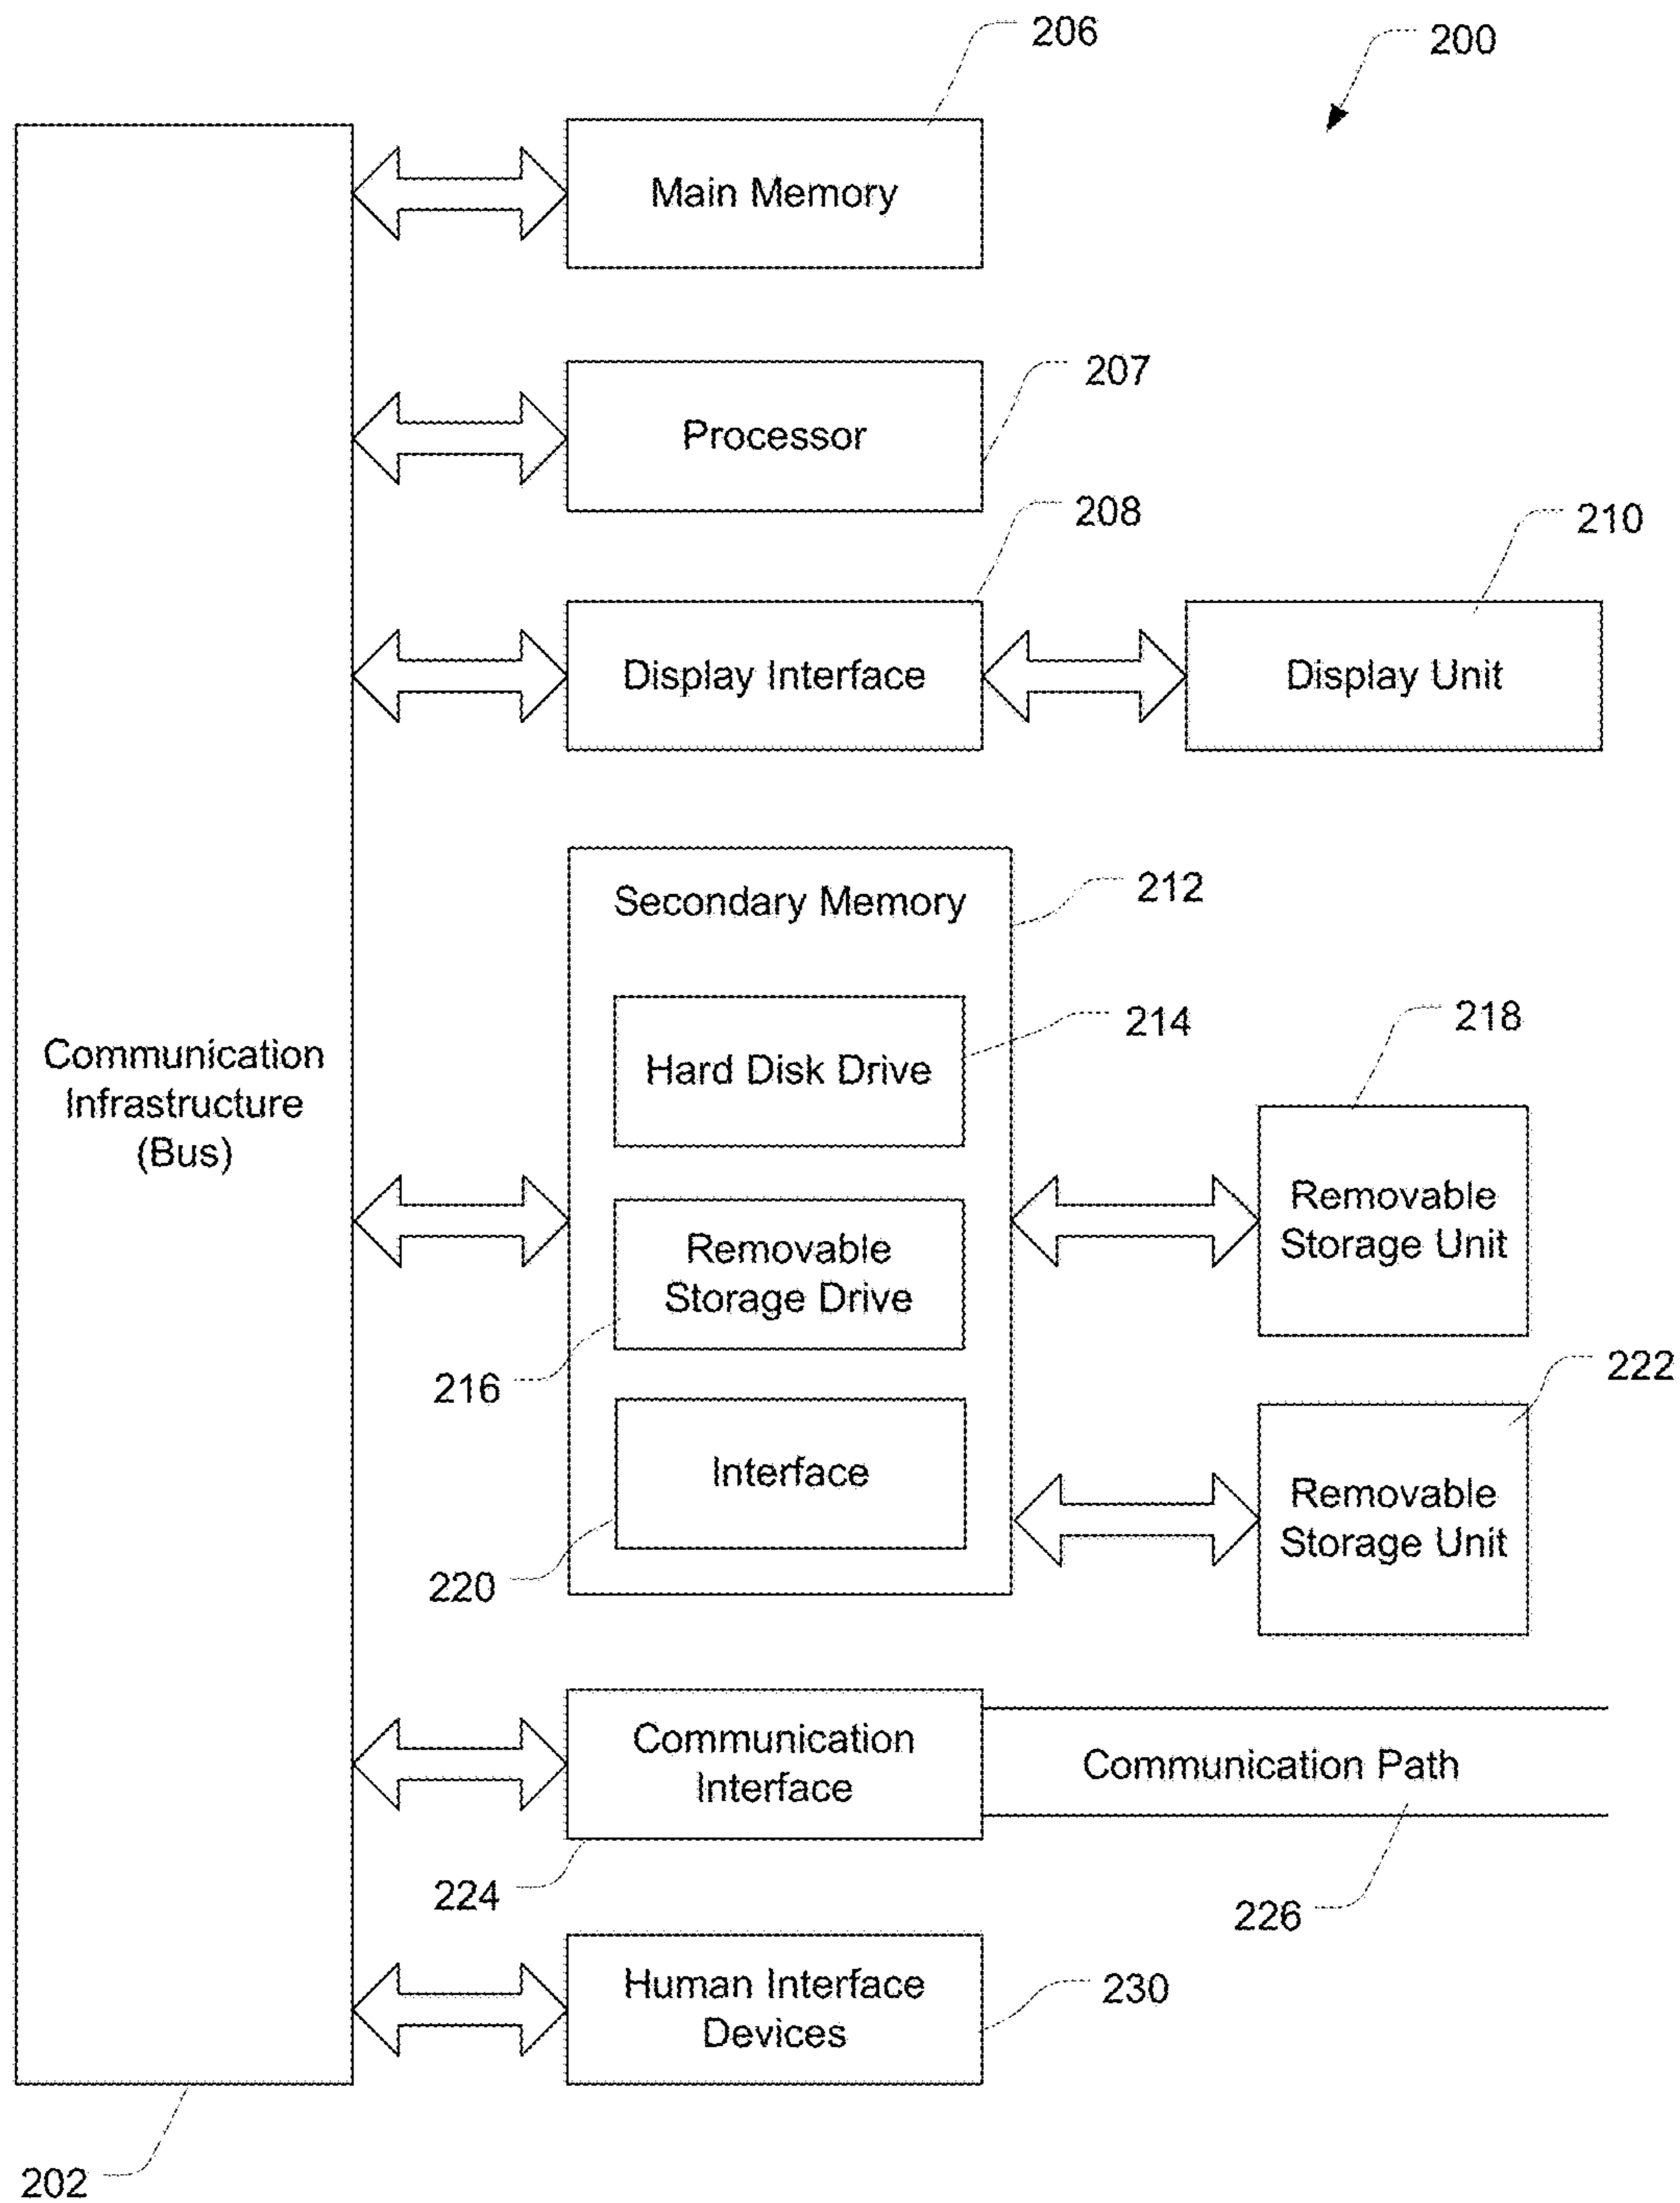 206
200
Main Memory
207
Processor
208
210
Display Interface
Display Unit
Secondary Memory
212
Hard Disk Drive
214
218
Communication
Infrastructure
(Bus)
Removable
Storage Drive
Removable
Storage Unit
216
222
Interface
Removable
Storage Unit
220
Communication
Interface
Communication Path
224
226
Human Interface
Devices
230
202